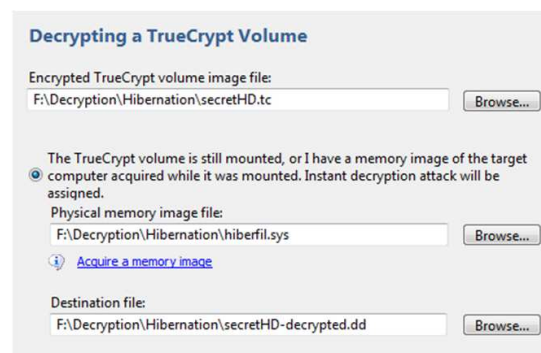 Decrypting a TrueCrypt Volume
Encrypted TrueCrypt volume image file:
F:\Decryption\Hibernation\secretHD.tc
Browse...
The TrueCrypt volume is still mounted, or I have a memory image of the target
computer acquired while it was mounted. Instant decryption attack will be
assigned.
Physical memory image file:
F:\Decryption\Hibernation\hiberfil.sys
Browse...
Acquire a memory image
Destination file:
F:\Decryption\Hibernation\secretHD-decrypted.dd
Browse...